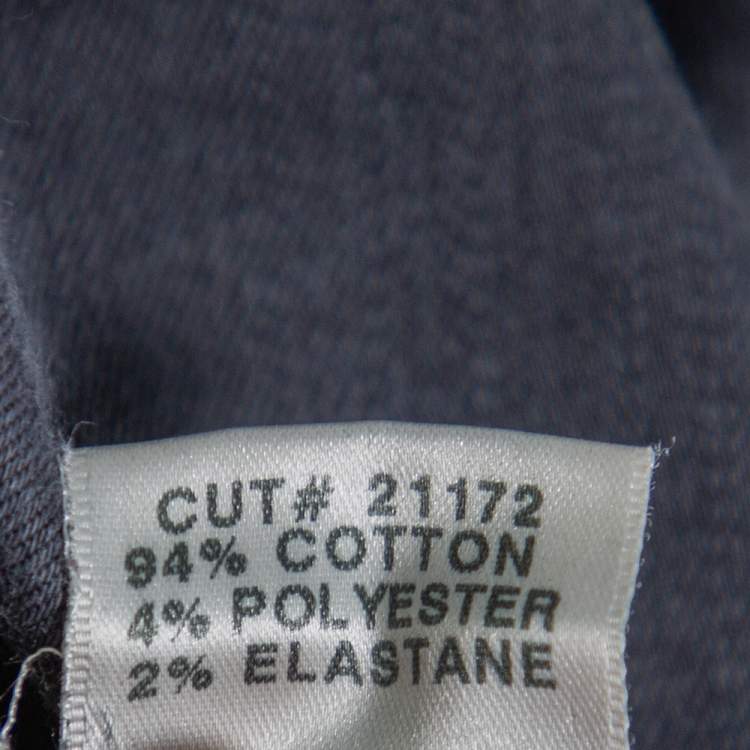 CUT# 21172
94% COTTON
4% POLYESTER
2% ELASTANE